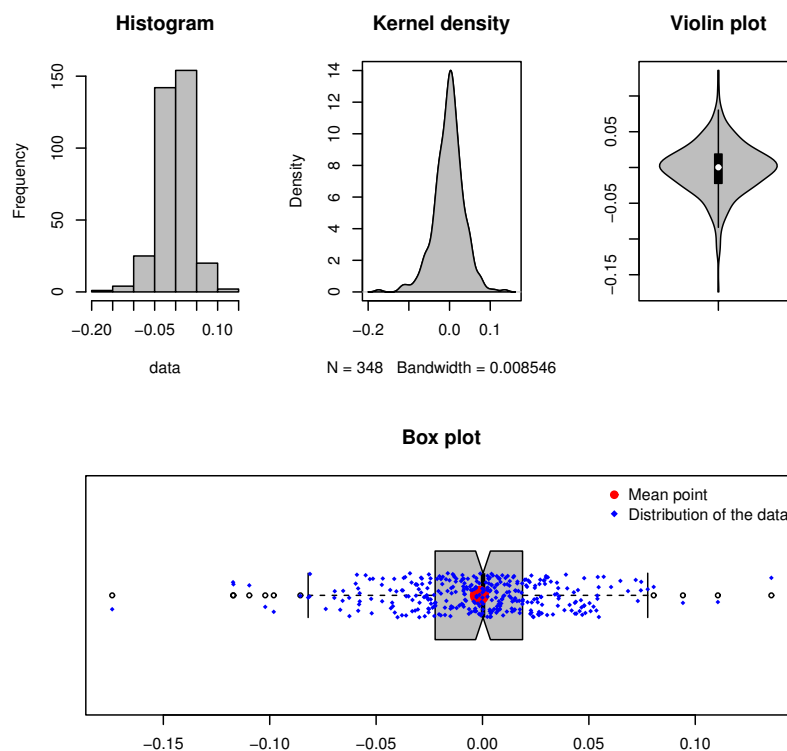 Histogram
Frequency
0
50
100
150
−0.20 −0.05 0.10
data
Kernel density
Density
0
2
4
6
8
10
12
14
−0.2 0.0 0.1
N = 348 Bandwidth = 0.008546
Violin plot
−0.15
−0.05
0.05
Box plot
Mean point
Distribution of the data
−0.15 −0.10 −0.05 0.00 0.05 0.10